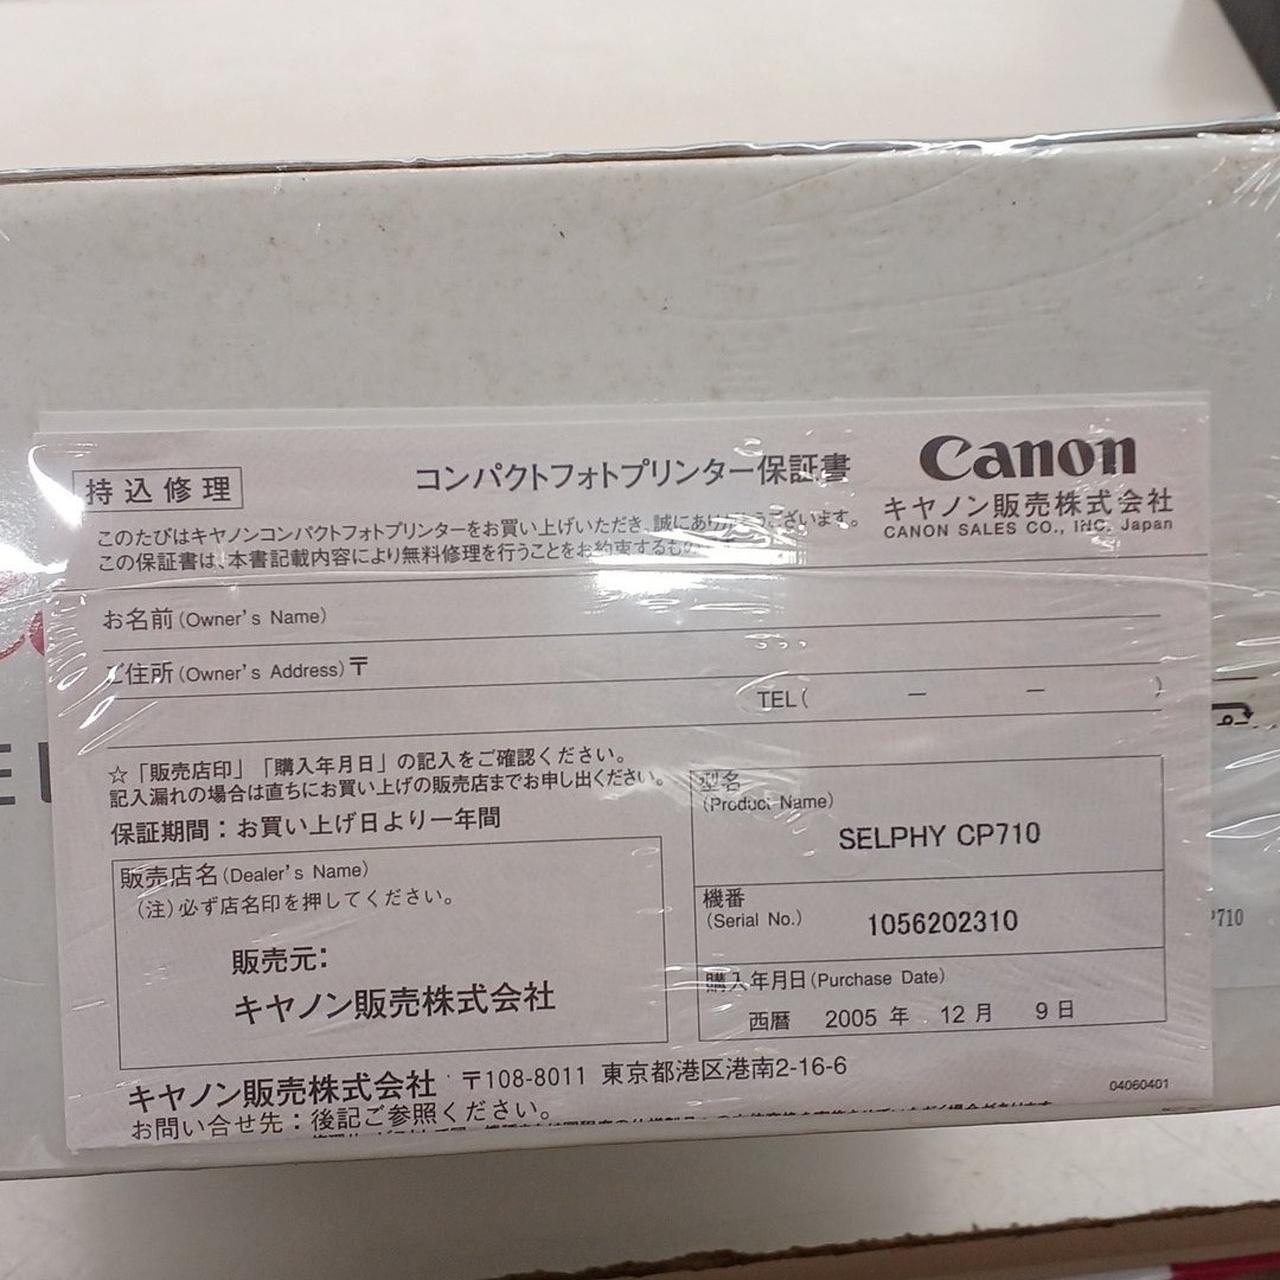 持込修理
コンパクトフォトプリンター保証書
Canon
キヤノン販売株式会社
CANON SALES CO., INC. Japan
このたびはキヤノンコンパクトフォトプリンターをお買い上げいただき、誠にありがとうございます。
この保証書は、本書記載内容により無料修理を行うことをお約束するもの
お名前(Owner's Name)
ご住所(Owner's Address)〒
TEL( – – )
☆「販売店印」「購入年月日」の記入をご確認ください。
記入漏れの場合は直ちにお買い上げの販売店までお申し出ください。
保証期間：お買い上げ日より一年間
販売店名(Dealer's Name)
(注)必ず店名印を押してください。
販売元:
キヤノン販売株式会社
型名
(Product Name)
SELPHY CP710
機番
(Serial No.)
1056202310
購入年月日(Purchase Date)
西暦 2005 年 12 月 9 日
キヤノン販売株式会社 〒108-8011 東京都港区港南2-16-6
お問い合せ先：後記ご参照ください。
04060401
P710